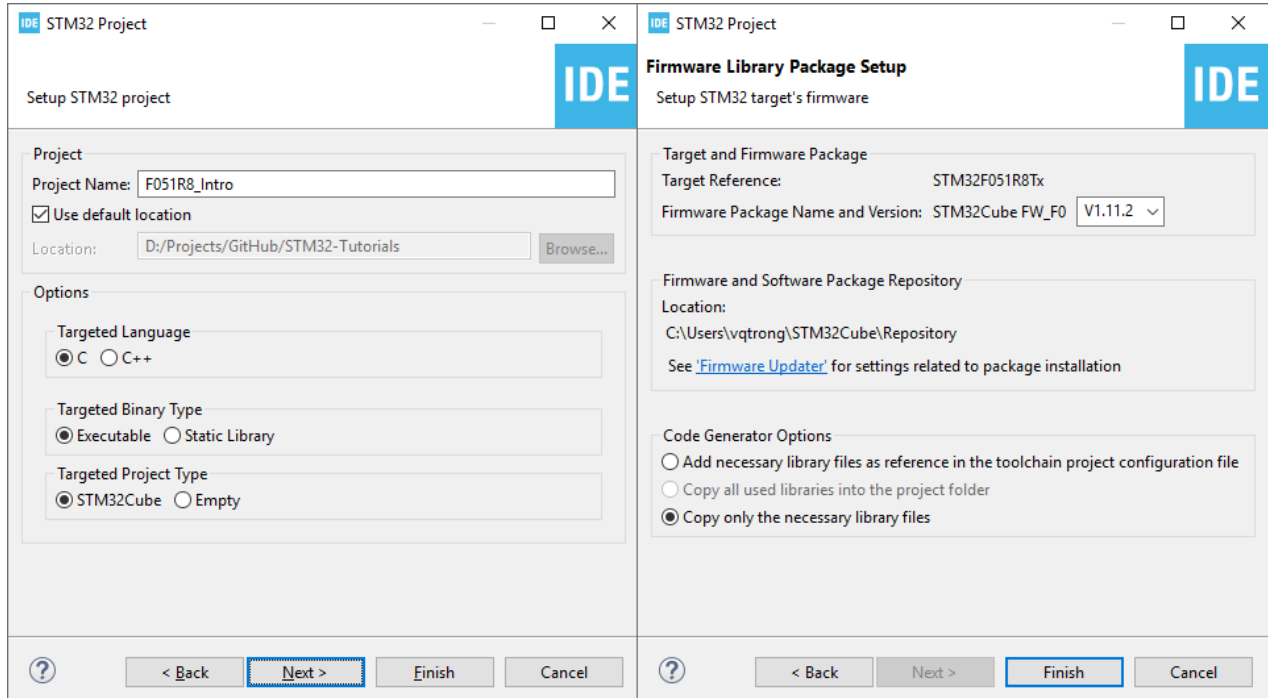 IDE STM32 Project
Setup STM32 project
IDE
Project
Project Name: F051R8_Intro
Use default location
Location: D:/Projects/GitHub/STM32-Tutorials Browse...
Options
Targeted Language
C C++
Targeted Binary Type
Executable Static Library
Targeted Project Type
STM32Cube Empty
? < Back Next > Finish Cancel
IDE STM32 Project
Firmware Library Package Setup
Setup STM32 target's firmware
IDE
Target and Firmware Package
Target Reference: STM32F051R8Tx
Firmware Package Name and Version: STM32Cube FW_F0 V1.11.2
Firmware and Software Package Repository
Location:
C:\Users\vqtrong\STM32Cube\Repository
See 'Firmware Updater' for settings related to package installation
Code Generator Options
Add necessary library files as reference in the toolchain project configuration file
Copy all used libraries into the project folder
Copy only the necessary library files
? < Back Next > Finish Cancel